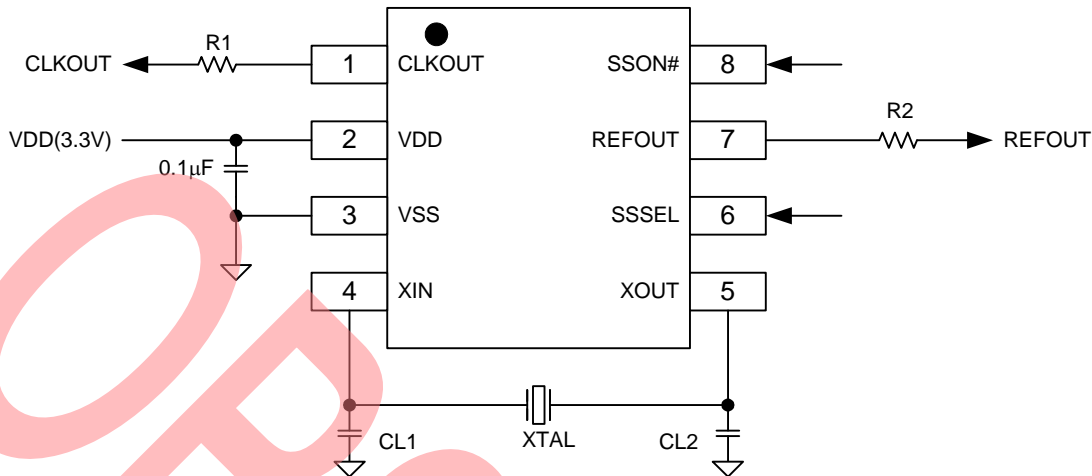 R1
CLKOUT
1
CLKOUT
SSON#
8
R2
VDD(3.3V)
2
VDD
REFOUT
7
REFOUT
0.1µF
3
VSS
SSSEL
6
4
XIN
XOUT
5
CL1
XTAL
CL2